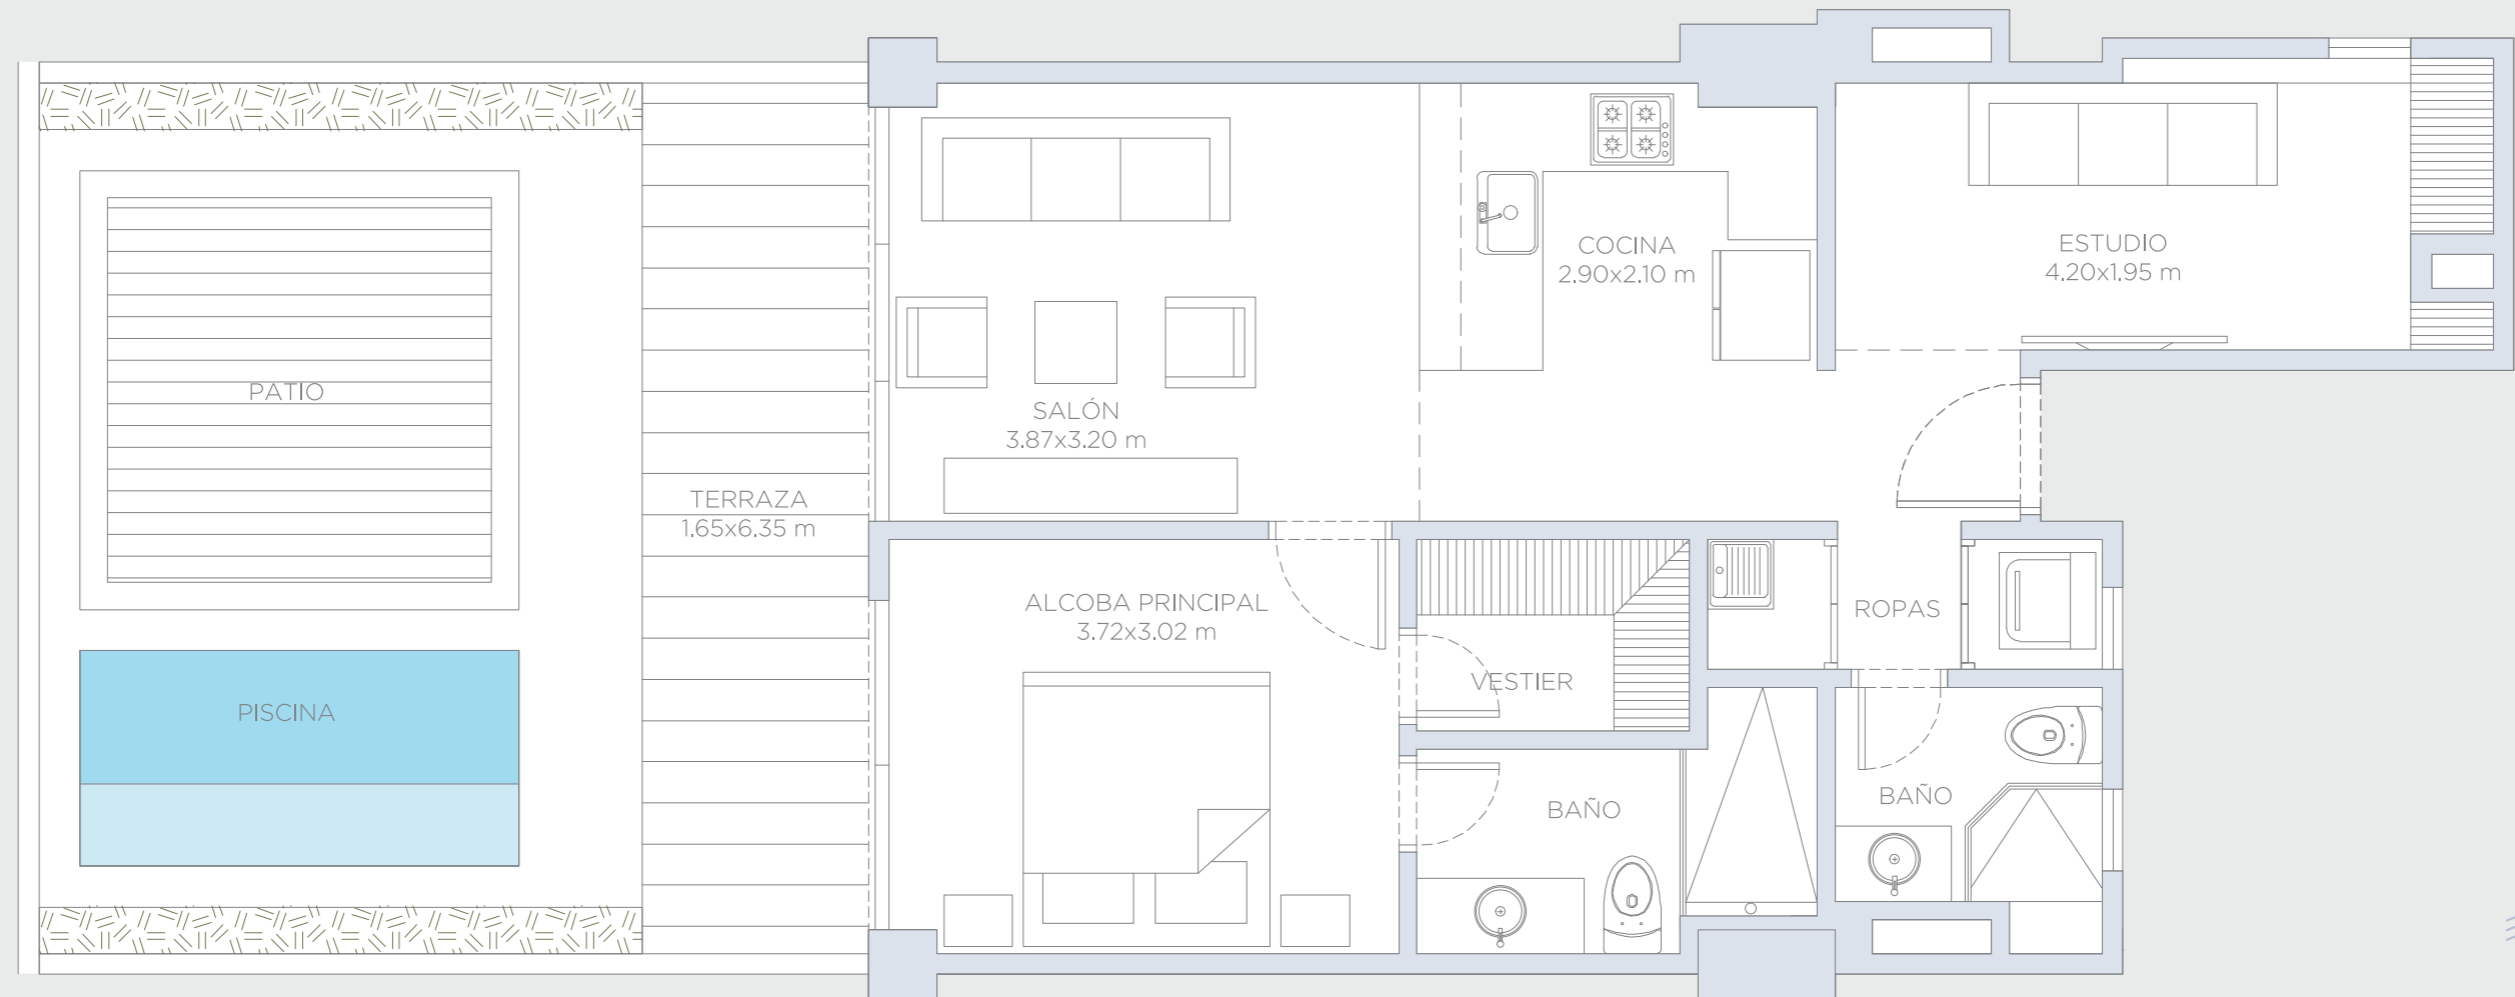 PATIO
PISCINA
TERRAZA
1.65x6.35 m
SALÓN
3.87x3.20 m
COCINA
2.90x2.10 m
ESTUDIO
4.20x1.95 m
ALCOBA PRINCIPAL
3.72x3.02 m
VESTIER
ROPAS
BAÑO
BAÑO